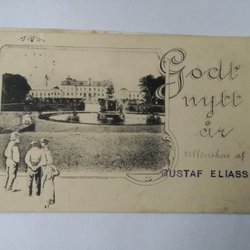 Godt
nytt
år
tillönskas af
GUSTAF ELIASS